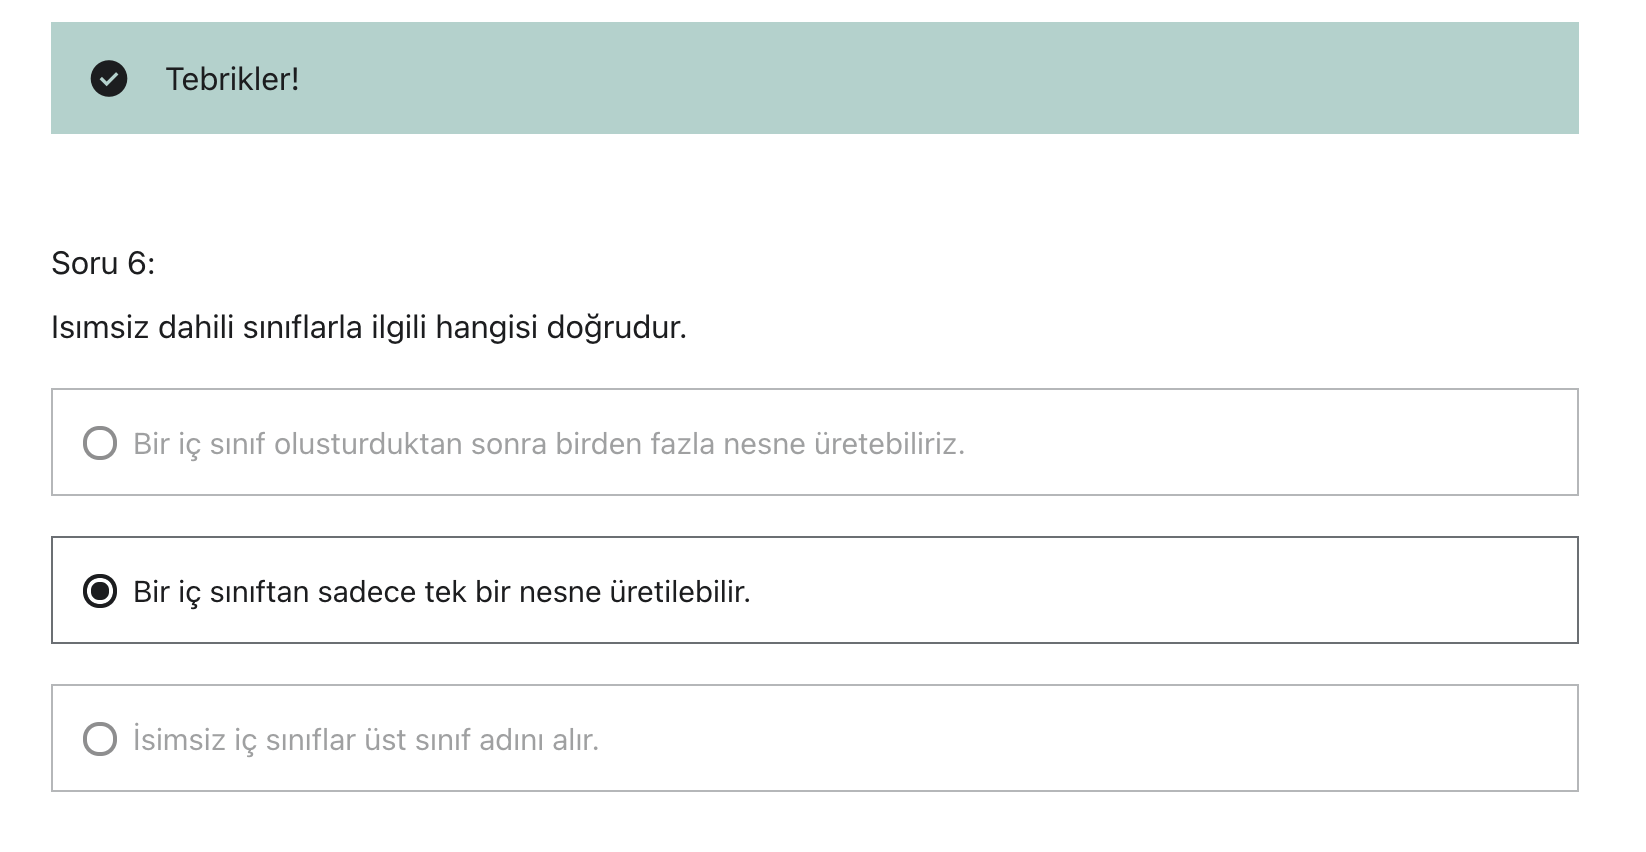 Tebrikler!
Soru 6:
Isımsiz dahili sınıflarla ilgili hangisi doğrudur.
Bir iç sınıf olusturduktan sonra birden fazla nesne üretebiliriz.
Bir iç sınıftan sadece tek bir nesne üretilebilir.
İsimsiz iç sınıflar üst sınıf adını alır.